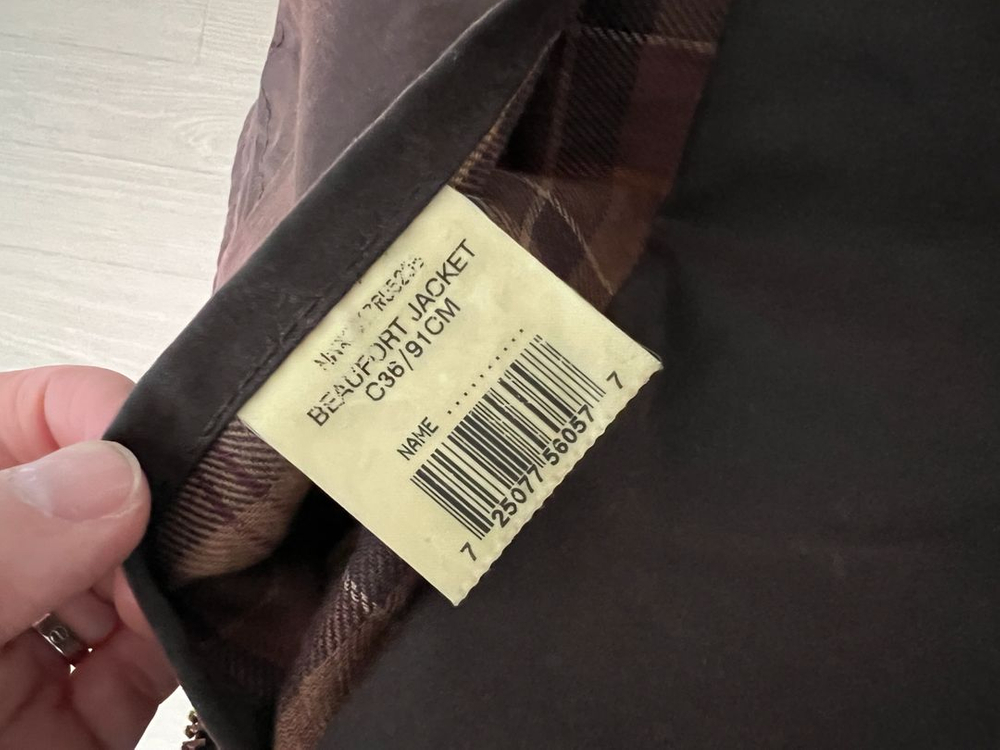 BEAUFORT JACKET
C36/91CM
NAME ............
7 25077 56057 7